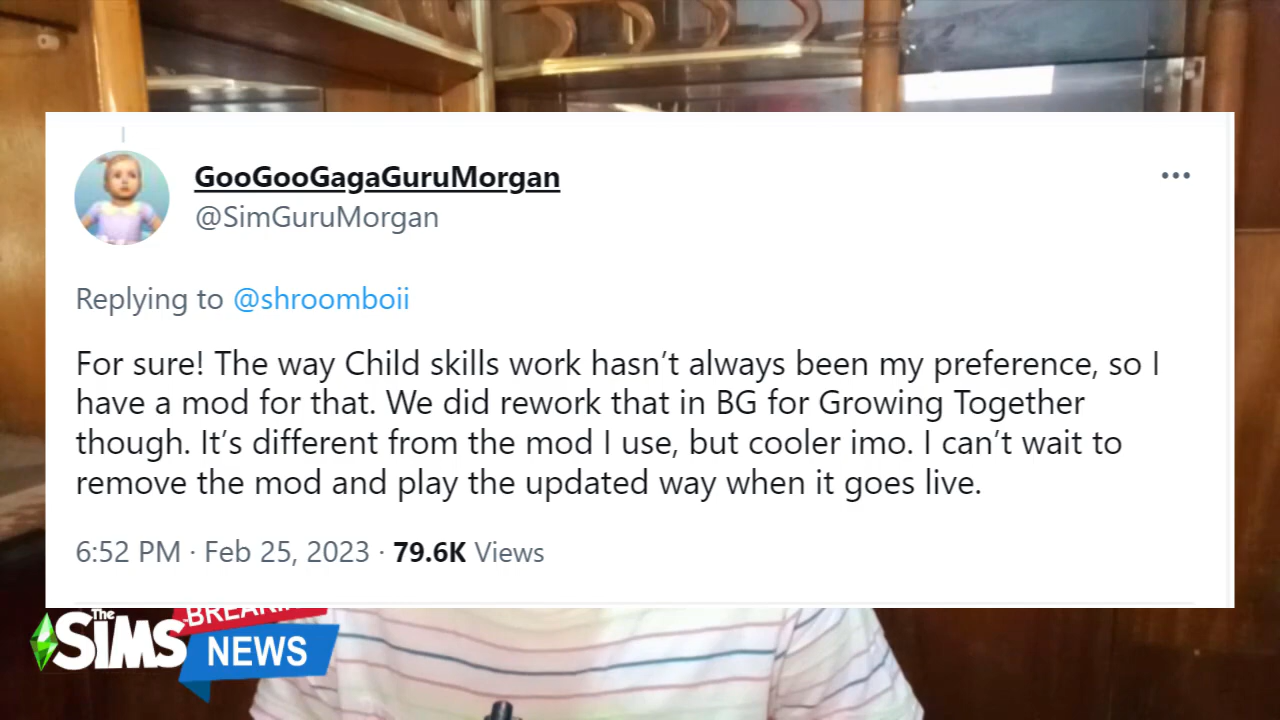 GooGooGagaGuruMorgan
@SimGuruMorgan
Replying to @shroomboii
For sure! The way Child skills work hasn’t always been my preference, so I
have a mod for that. We did rework that in BG for Growing Together
though. It’s different from the mod I use, but cooler imo. I can’t wait to
remove the mod and play the updated way when it goes live.
6:52 PM · Feb 25, 2023 · 79.6K Views
The
SIMS
NEWS